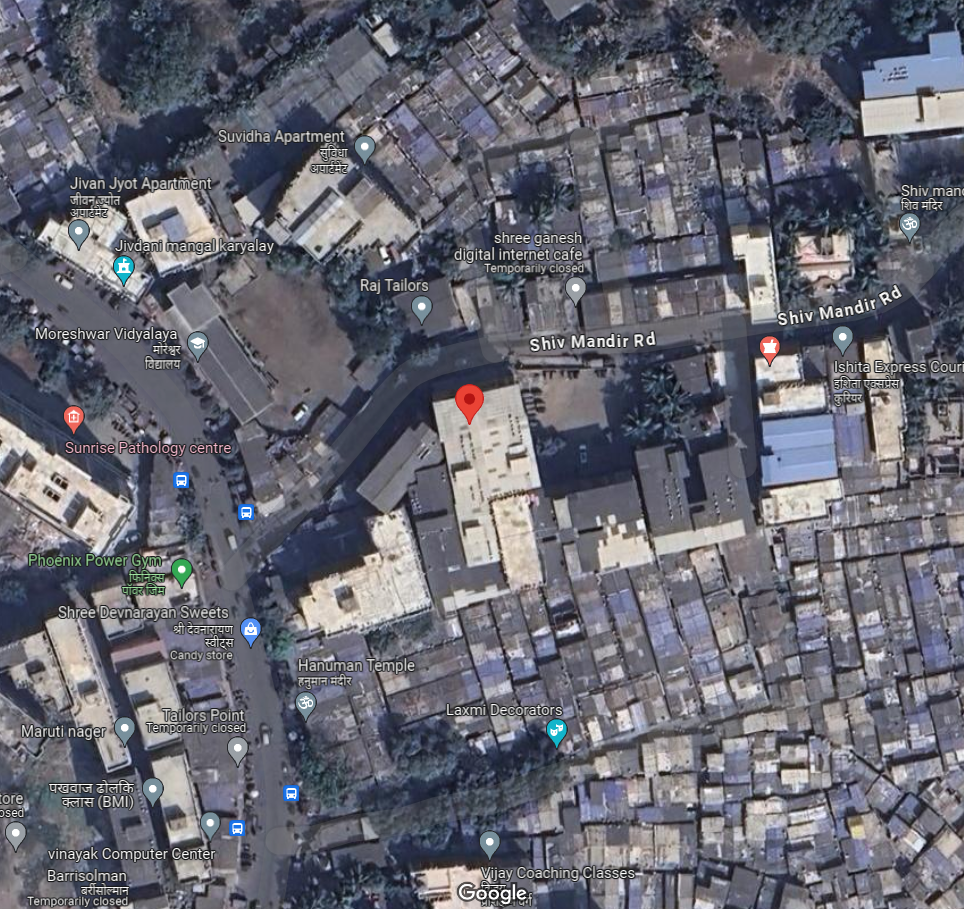 Suvidha Apartment
सुविधा
अपार्टमेंट
Jivan Jyot Apartment
जीवन ज्योत
अपार्टमेंट
Shiv mand
शिव मंदिर
Jivdani mangal karyalay
shree ganesh
digital internet cafe
Temporarily closed
Raj Tailors
Shiv Mandir Rd
Moreshwar Vidyalaya
मोरेश्वर
विद्यालय
Shiv Mandir Rd
Ishita Express Couri
इशिता एक्सप्रेस
कुरियर
Sunrise Pathology centre
Phoenix Power Gym
फिनिक्स
पॉवर जिम
Shree Devnarayan Sweets
श्री देवनारायण
स्वीट्स
Candy store
Hanuman Temple
हनुमान मंदीर
Laxmi Decorators
Tailors Point
Temporarily closed
Maruti nager
पखवाज ढोलकि
क्लास (BMI)
tore
osed
vinayak Computer Center
Vijay Coaching Classes
Barrisolman
बर्रीसोल्मान
Temporarily closed
Google